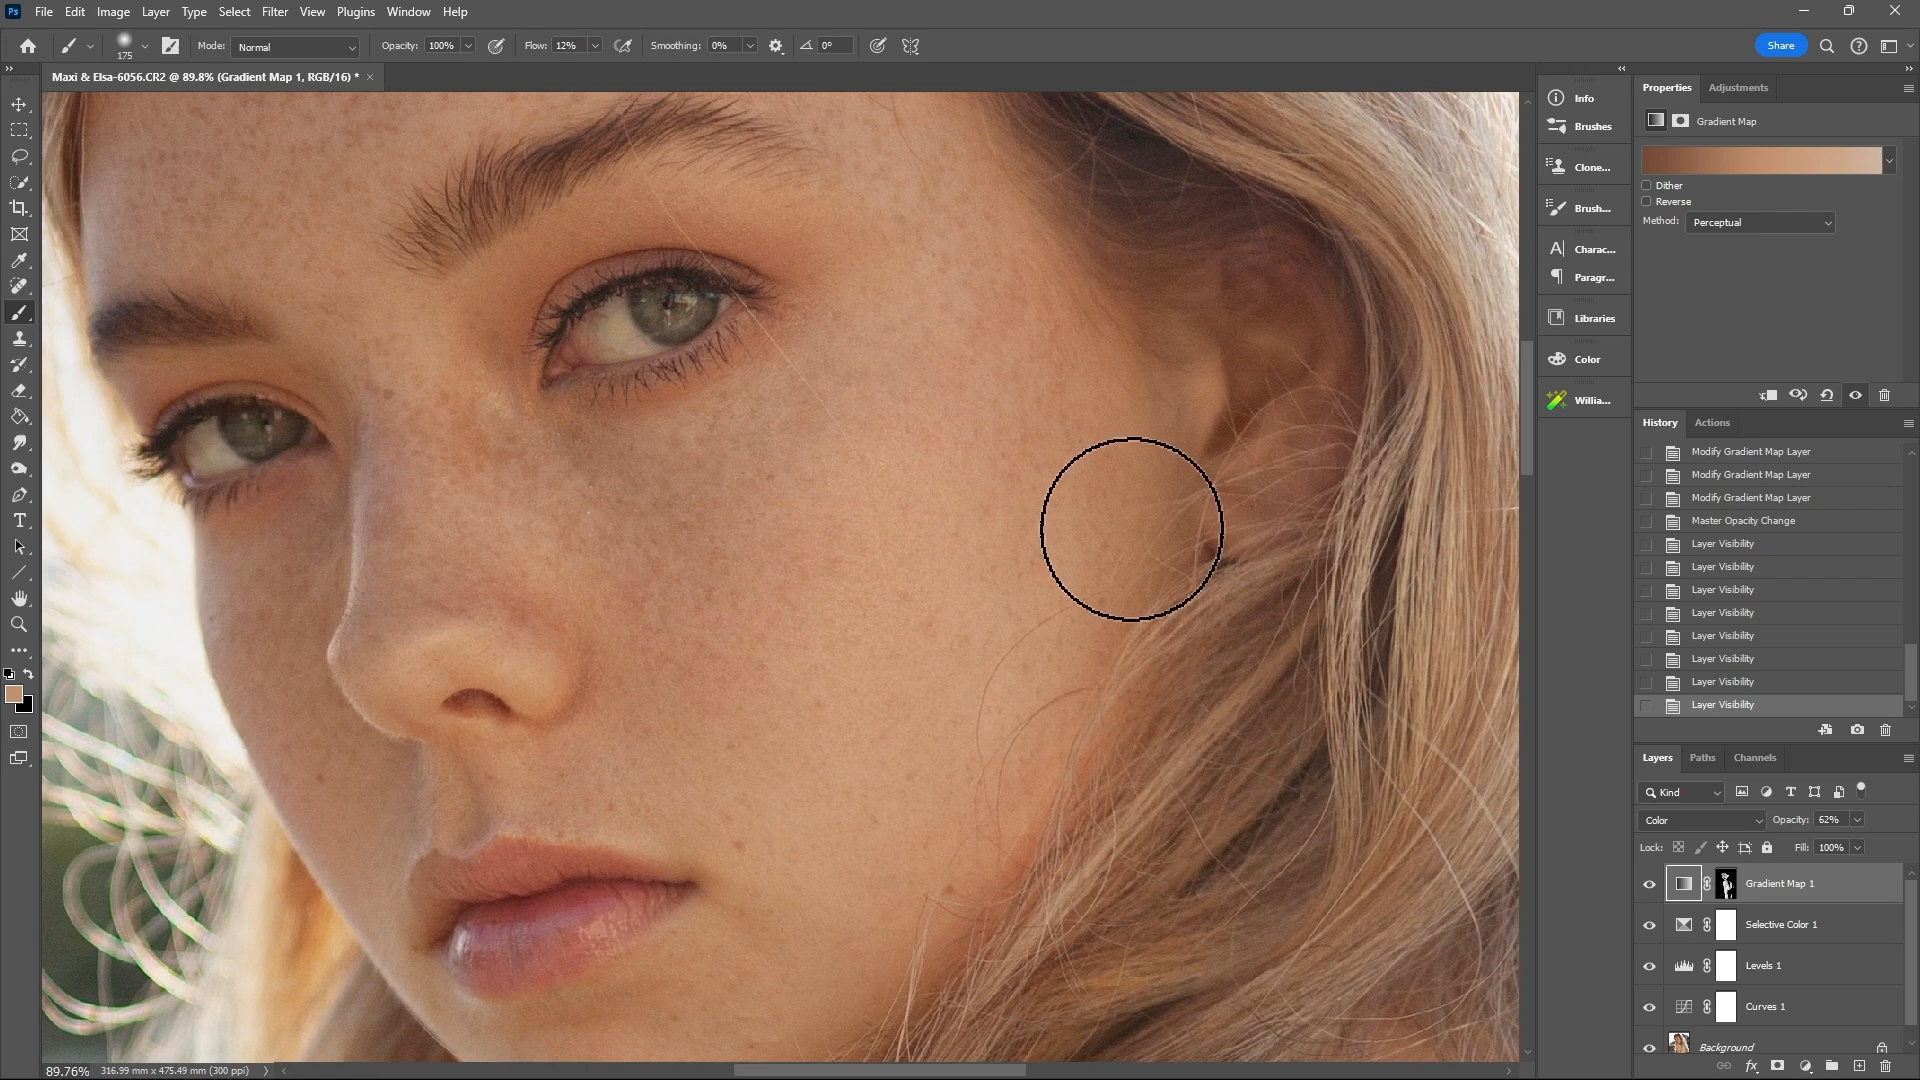 Ps File Edit Image Layer Type Select Filter View Plugins Window Help
175 Mode: Normal Opacity: 100% Flow: 12% Smoothing: 0% 0° Share
Maxi & Elsa-6056.CR2 @ 89.8% (Gradient Map 1, RGB/16) *
Info
Brushes
Clone...
Brush...
Charac...
Paragr...
Libraries
Color
Willia...
Properties Adjustments
Gradient Map
Dither
Reverse
Method: Perceptual
History Actions
Modify Gradient Map Layer
Modify Gradient Map Layer
Modify Gradient Map Layer
Master Opacity Change
Layer Visibility
Layer Visibility
Layer Visibility
Layer Visibility
Layer Visibility
Layer Visibility
Layer Visibility
Layer Visibility
Layers Paths Channels
Kind
Color Opacity: 62%
Lock: Fill: 100%
Gradient Map 1
Selective Color 1
Levels 1
Curves 1
Background
89.76% 316.99 mm x 475.49 mm (300 ppi)